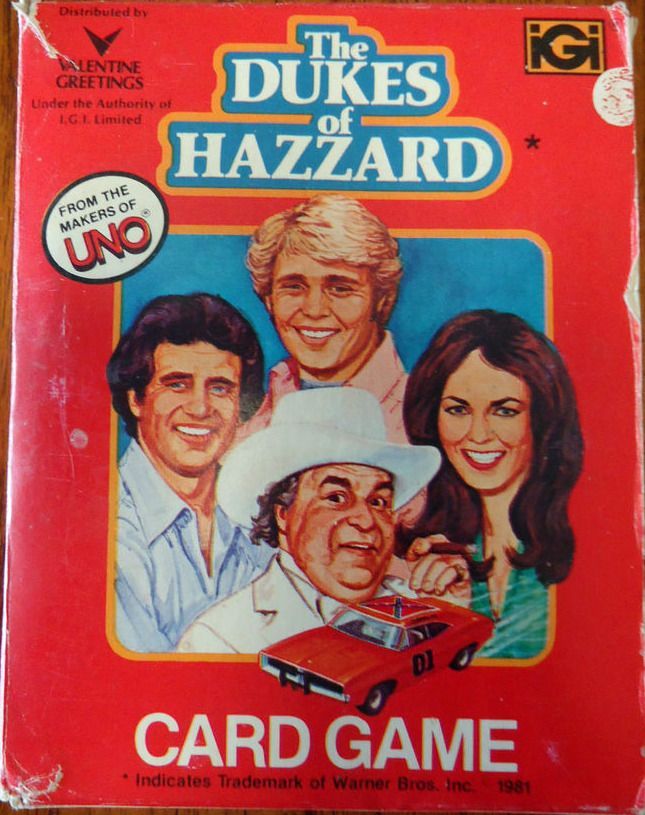 Distributed by
VALENTINE
GREETINGS
Under the Authority of
I.G.I. Limited
iGi
The
DUKES
of
HAZZARD *
FROM THE
MAKERS OF
UNO®
01
CARD GAME
* Indicates Trademark of Warner Bros. Inc. 1981